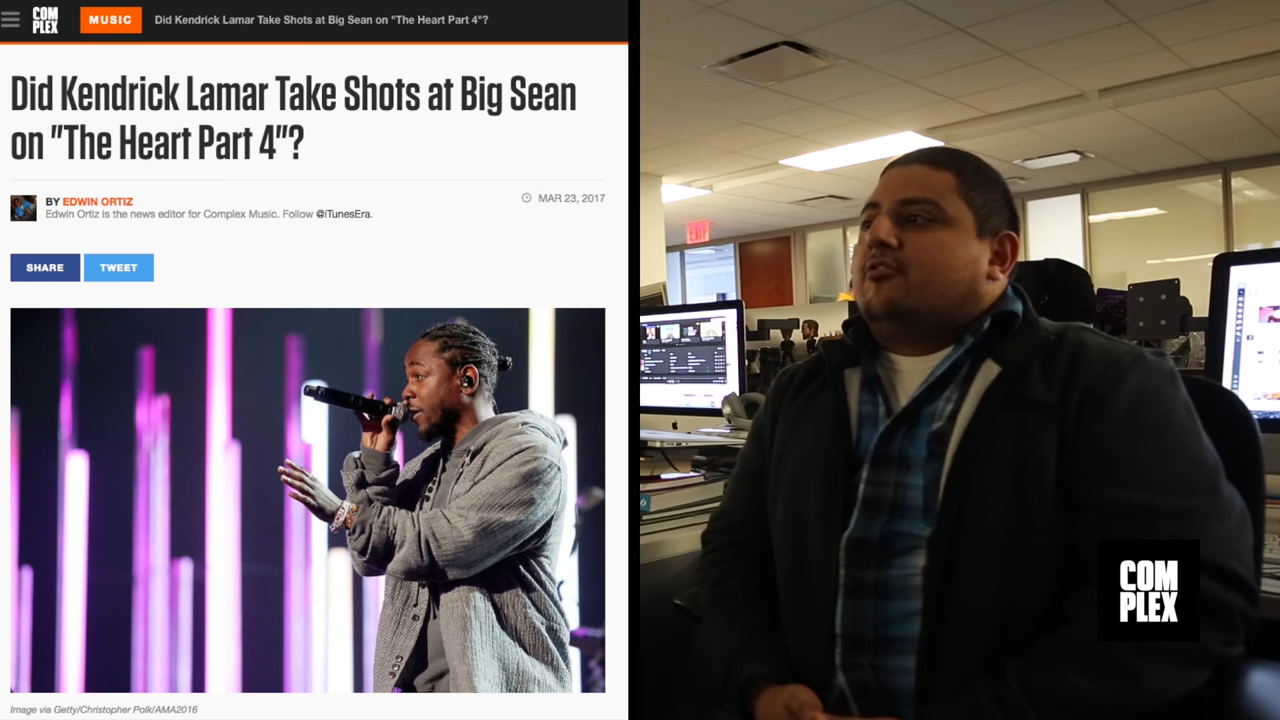 COM
PLEX
MUSIC
Did Kendrick Lamar Take Shots at Big Sean on "The Heart Part 4"?
Did Kendrick Lamar Take Shots at Big Sean
on "The Heart Part 4"?
BY EDWIN ORTIZ
MAR 23, 2017
Edwin Ortiz is the news editor for Complex Music. Follow @iTunesEra.
SHARE
TWEET
Image via Getty/Christopher Polk/AMA2016
EXIT
COM
PLEX